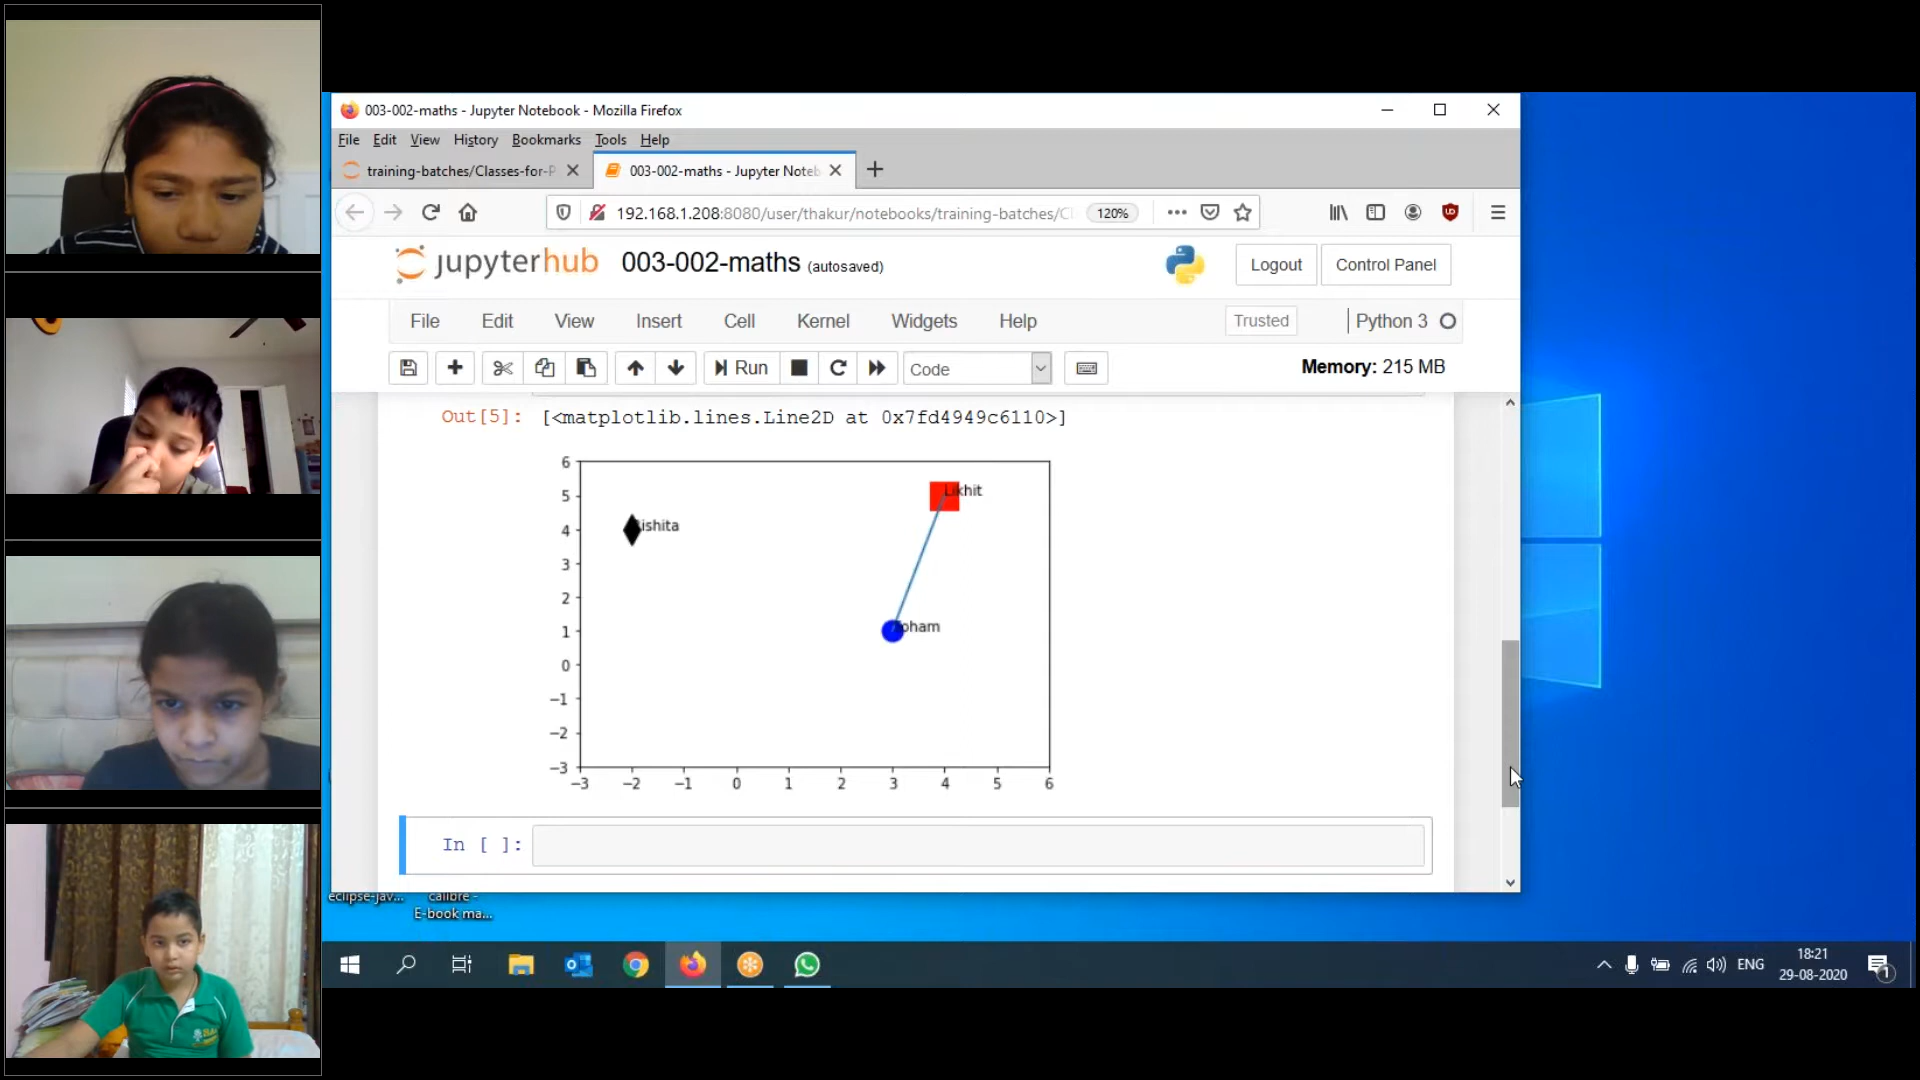 003-002-maths - Jupyter Notebook - Mozilla Firefox
File Edit View History Bookmarks Tools Help
training-batches/Classes-for-P
003-002-maths - Jupyter Noteb
192.168.1.208:8080/user/thakur/notebooks/training-batches/C
120%
jupyterhub 003-002-maths (autosaved)
Logout
Control Panel
File Edit View Insert Cell Kernel Widgets Help
Trusted
Python 3
Run
Code
Memory: 215 MB
Out[5]: [<matplotlib.lines.Line2D at 0x7fd4949c6110>]
6
5
4
3
2
1
0
−1
−2
−3
Likhit
ishita
oham
−3 −2 −1 0 1 2 3 4 5 6
In [ ]:
eclipse-jav...
calibre -
E-book ma...
ENG
18:21
29-08-2020
1